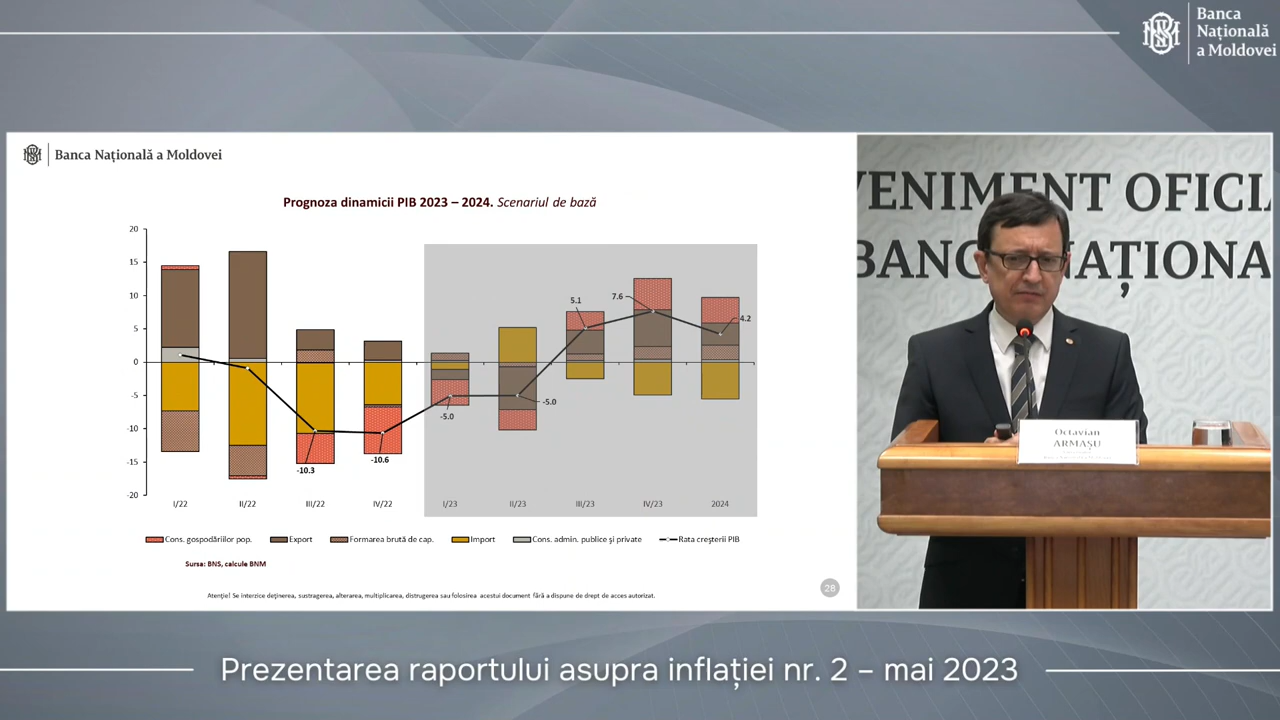 Banca
Națională
a Moldovei
Banca Națională a Moldovei
Prognoza dinamicii PIB 2023 – 2024. Scenariul de bază
20
15
10
5
0
-5
-10
-15
-20
-10.3
-10.6
-5.0
-5.0
5.1
7.6
4.2
I/22 II/22 III/22 IV/22 I/23 II/23 III/23 IV/23 2024
Cons. gospodăriilor pop. Export Formarea brută de cap. Import Cons. admin. publice și private Rata creșterii PIB
Sursa: BNS, calcule BNM
Atenție! Se interzice deținerea, sustragerea, alterarea, multiplicarea, distrugerea sau folosirea acestui document fără a dispune de drept de acces autorizat.
28
VENIMENT OFICI
BANC NAȚIONA
Octavian
ARMAȘU
Prezentarea raportului asupra inflației nr. 2 – mai 2023